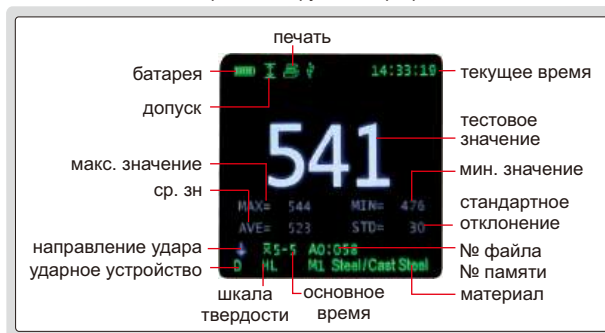 печать
батарея
14:33:19
текущее время
допуск
541
тестовое
значение
макс. значение
мин. значение
ср. зн
MAX= 544 MIN= 476
стандартное
AVE= 523 STD= 30
отклонение
направление удара
x̅5-5 A0:058
№ файла
ударное устройство
D HL M1 Steel/Cast Steel
№ памяти
шкала
твердости
основное
время
материал